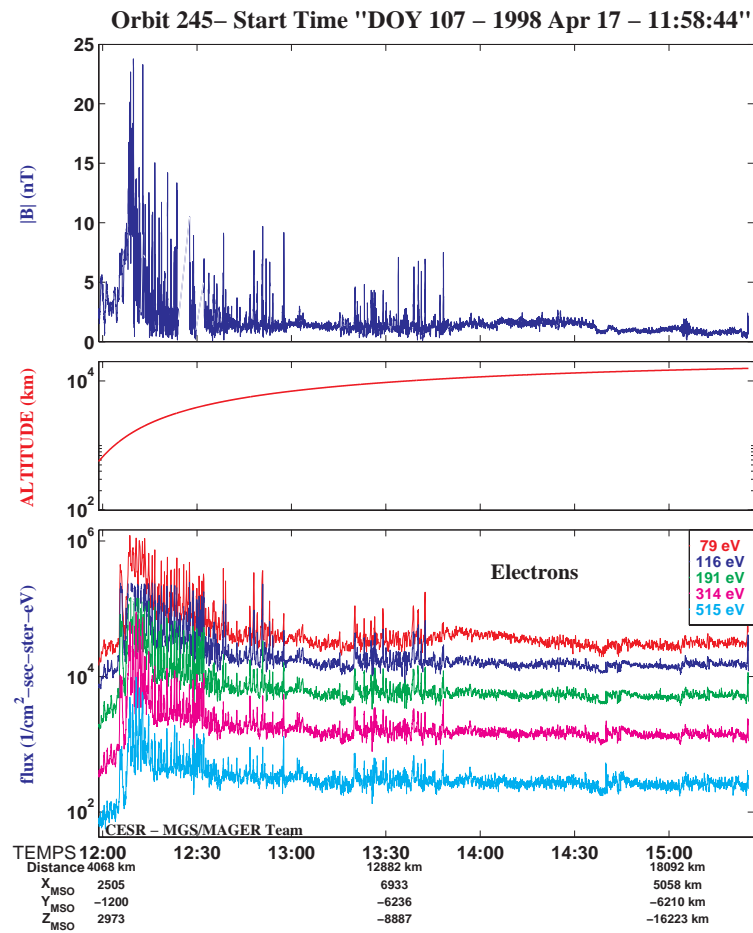 Orbit 245– Start Time "DOY 107 – 1998 Apr 17 – 11:58:44"
25
20
15
10
5
0
|B| (nT)
10^4
10^2
ALTITUDE (km)
10^6
10^4
10^2
flux (1/cm^2–sec–ster–eV)
Electrons
79 eV
116 eV
191 eV
314 eV
515 eV
CESR – MGS/MAGER Team
TEMPS 12:00 12:30 13:00 13:30 14:00 14:30 15:00
Distance 4068 km 12882 km 18092 km
X_MSO 2505 6933 5058 km
Y_MSO −1200 −6236 −6210 km
Z_MSO 2973 −8887 −16223 km